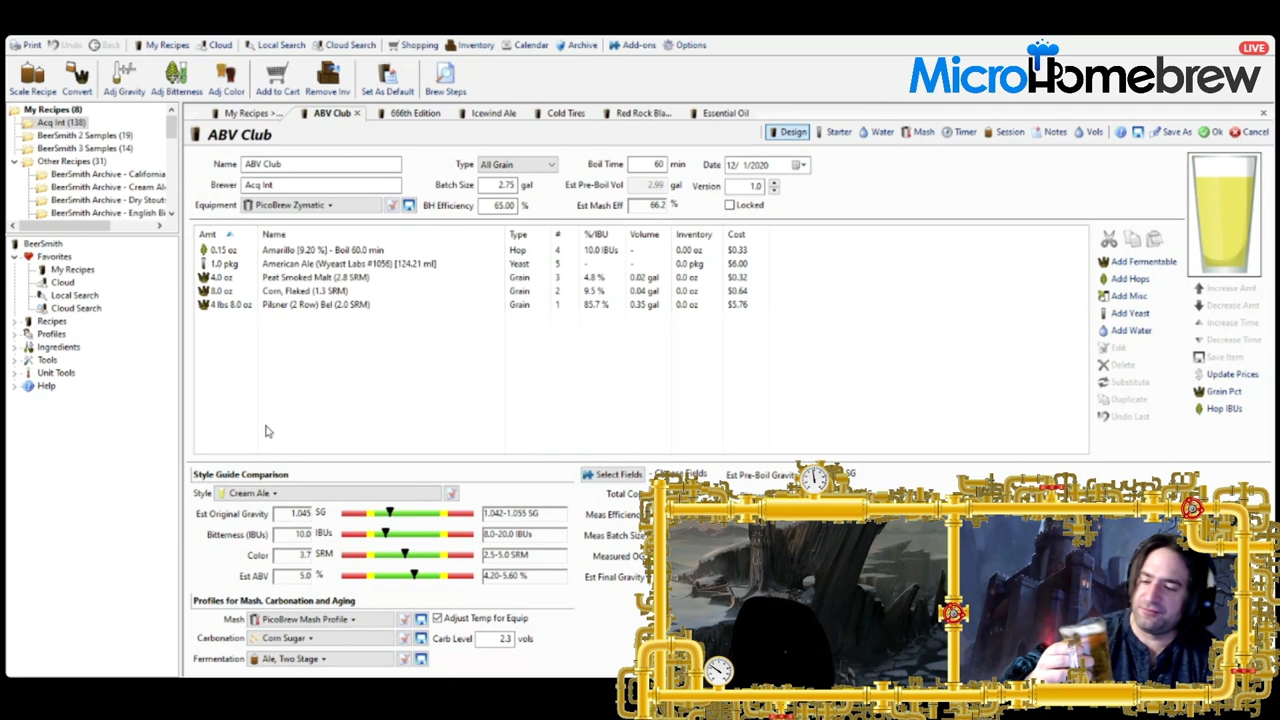 Print Undo Back My Recipes Cloud Local Search Cloud Search Shopping Inventory Calendar Archive Add-ons Options
LIVE
MicroHomebrew
Scale Recipe Convert Adj Gravity Adj Bitterness Adj Color Add to Cart Remove Inv Set As Default Brew Steps
My Recipes (8)
Acq Int (138)
BeerSmith 2 Samples (19)
BeerSmith 3 Samples (14)
Other Recipes (31)
BeerSmith Archive - California
BeerSmith Archive - Cream Al
BeerSmith Archive - Dry Stout
BeerSmith Archive - English Bi
BeerSmith
Favorites
My Recipes
Cloud
Local Search
Cloud Search
Recipes
Profiles
Ingredients
Tools
Unit Tools
Help
My Recipes >... ABV Club 666th Edition Icewind Ale Cold Tires Red Rock Bla... Essential Oil
ABV Club
Design Starter Water Mash Timer Session Notes Vols Save As Ok Cancel
Name ABV Club Type All Grain Boil Time 60 min Date 12/ 1/2020
Brewer Acq Int Batch Size 2.75 gal Est Pre-Boil Vol 2.99 gal Version 1.0
Equipment PicoBrew Zymatic BH Efficiency 65.00 % Est Mash Eff 66.2 % Locked
Amt Name Type # %/IBU Volume Inventory Cost
0.15 oz Amarillo [9.20 %] - Boil 60.0 min Hop 4 10.0 IBUs - 0.00 oz $0.33
1.0 pkg American Ale (Wyeast Labs #1056) [124.21 ml] Yeast 5 - - 0.0 pkg $6.00
4.0 oz Peat Smoked Malt (2.8 SRM) Grain 3 4.8 % 0.02 gal 0.0 oz $0.32
8.0 oz Corn, Flaked (1.3 SRM) Grain 2 9.5 % 0.04 gal 0.0 oz $0.64
4 lbs 8.0 oz Pilsner (2 Row) Bel (2.0 SRM) Grain 1 85.7 % 0.35 gal 0.0 oz $5.76
Add Fermentable
Add Hops
Add Misc
Add Yeast
Add Water
Edit
Delete
Substitute
Duplicate
Undo Last
Increase Amt
Decrease Amt
Increase Time
Decrease Time
Save Item
Update Prices
Grain Pct
Hop IBUs
Style Guide Comparison
Style Cream Ale
Est Original Gravity 1.045 SG 1.042-1.055 SG
Bitterness (IBUs) 10.0 IBUs 8.0-20.0 IBUs
Color 3.7 SRM 2.5-5.0 SRM
Est ABV 5.0 % 4.20-5.60 %
Select Fields - Choose Fields Est Pre-Boil Gravity SG
Total Co
Meas Efficienc
Meas Batch Siz
Measured OG
Est Final Gravity
Profiles for Mash, Carbonation and Aging
Mash PicoBrew Mash Profile Adjust Temp for Equip
Carbonation Corn Sugar Carb Level 2.3 vols
Fermentation Ale, Two Stage